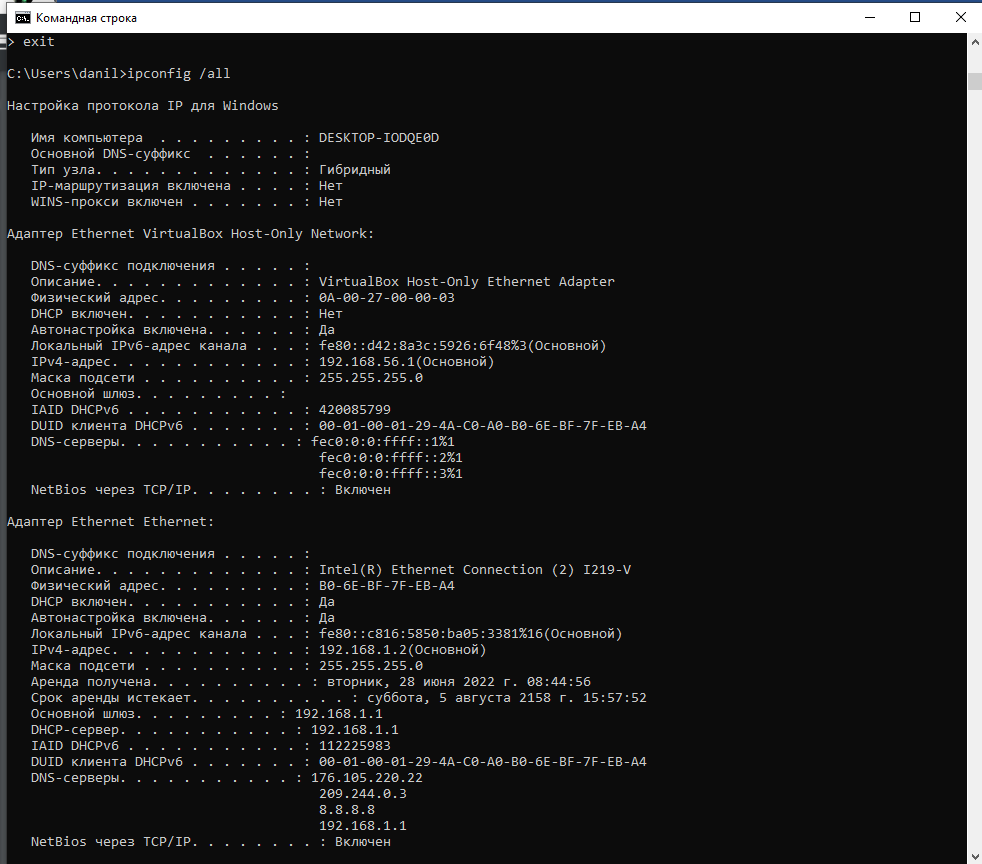 Командная строка
> exit
C:\Users\danil>ipconfig /all
Настройка протокола IP для Windows
Имя компьютера  . . . . . . . . . : DESKTOP-IODQE0D
Основной DNS-суффикс  . . . . . . :
Тип узла. . . . . . . . . . . . . : Гибридный
IP-маршрутизация включена . . . . : Нет
WINS-прокси включен . . . . . . . : Нет
Адаптер Ethernet VirtualBox Host-Only Network:
DNS-суффикс подключения . . . . . :
Описание. . . . . . . . . . . . . : VirtualBox Host-Only Ethernet Adapter
Физический адрес. . . . . . . . . : 0A-00-27-00-00-03
DHCP включен. . . . . . . . . . . : Нет
Автонастройка включена. . . . . . : Да
Локальный IPv6-адрес канала . . . : fe80::d42:8a3c:5926:6f48%3(Основной)
IPv4-адрес. . . . . . . . . . . . : 192.168.56.1(Основной)
Маска подсети . . . . . . . . . . : 255.255.255.0
Основной шлюз. . . . . . . . . :
IAID DHCPv6 . . . . . . . . . . . : 420085799
DUID клиента DHCPv6 . . . . . . . : 00-01-00-01-29-4A-C0-A0-B0-6E-BF-7F-EB-A4
DNS-серверы. . . . . . . . . . . : fec0:0:0:ffff::1%1
fec0:0:0:ffff::2%1
fec0:0:0:ffff::3%1
NetBios через TCP/IP. . . . . . . . : Включен
Адаптер Ethernet Ethernet:
DNS-суффикс подключения . . . . . :
Описание. . . . . . . . . . . . . : Intel(R) Ethernet Connection (2) I219-V
Физический адрес. . . . . . . . . : B0-6E-BF-7F-EB-A4
DHCP включен. . . . . . . . . . . : Да
Автонастройка включена. . . . . . : Да
Локальный IPv6-адрес канала . . . : fe80::c816:5850:ba05:3381%16(Основной)
IPv4-адрес. . . . . . . . . . . . : 192.168.1.2(Основной)
Маска подсети . . . . . . . . . . : 255.255.255.0
Аренда получена. . . . . . . . . . : вторник, 28 июня 2022 г. 08:44:56
Срок аренды истекает. . . . . . . . . . : суббота, 5 августа 2158 г. 15:57:52
Основной шлюз. . . . . . . . . : 192.168.1.1
DHCP-сервер. . . . . . . . . . . : 192.168.1.1
IAID DHCPv6 . . . . . . . . . . . : 112225983
DUID клиента DHCPv6 . . . . . . . : 00-01-00-01-29-4A-C0-A0-B0-6E-BF-7F-EB-A4
DNS-серверы. . . . . . . . . . . : 176.105.220.22
209.244.0.3
8.8.8.8
192.168.1.1
NetBios через TCP/IP. . . . . . . . : Включен